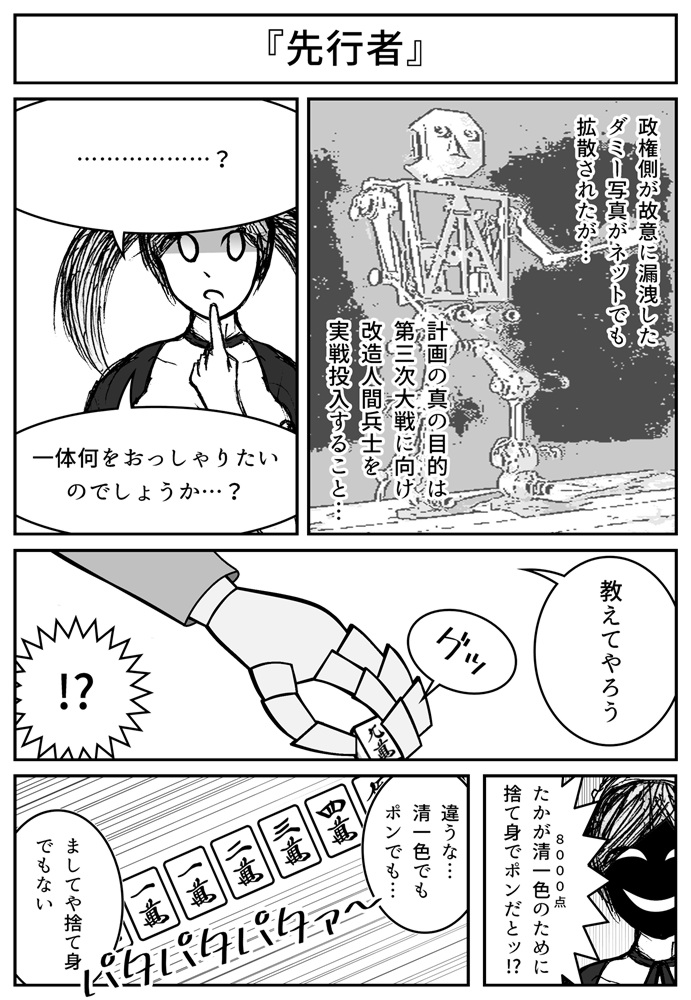 『先行者』
政権側が故意に漏洩した
ダミー写真がネットでも
拡散されたが…
計画の真の目的は
第三次大戦に向け
改造人間兵士を
実戦投入すること…
………………？
一体何をおっしゃりたい
のでしょうか…？
教えてやろう
グッ
九萬
!?
たかが清一色のために
8000点
捨て身でポンだとッ!?
違うな…
清一色でも
ポンでも…
一萬
一萬
二萬
三萬
四萬
パタパタパタァ～
ましてや捨て身
でもない